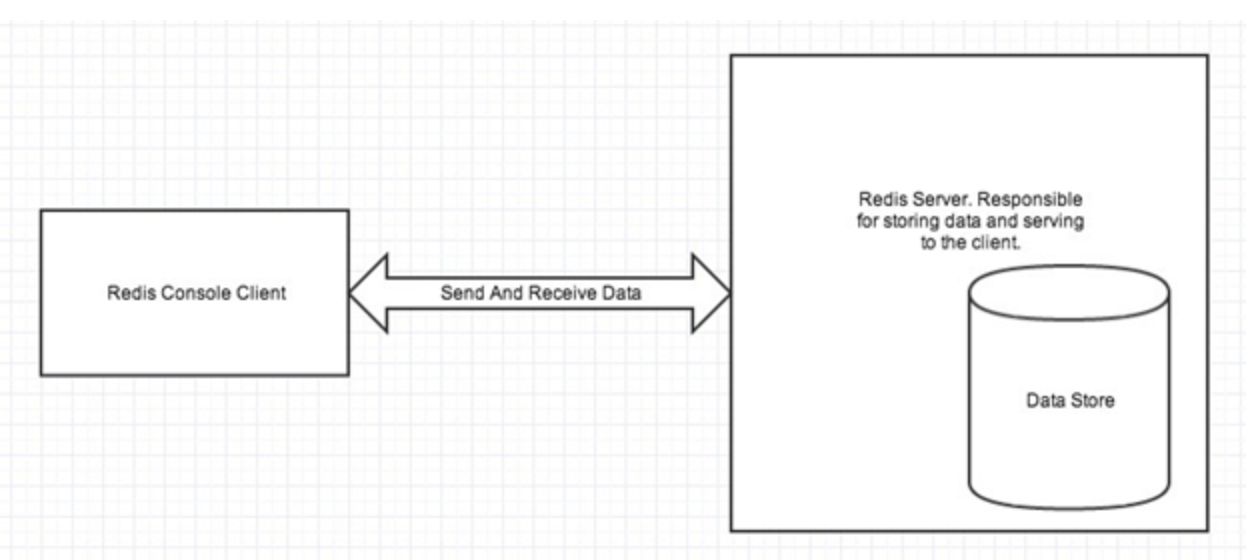 Redis Console Client
Send And Receive Data
Redis Server. Responsible
for storing data and serving
to the client.
Data Store